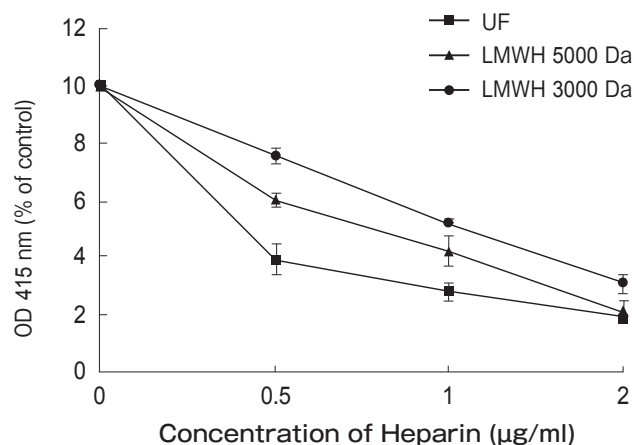 UF
LMWH 5000 Da
LMWH 3000 Da
12
10
8
6
4
2
0
OD 415 nm (% of control)
0 0.5 1 2
Concentration of Heparin (µg/ml)